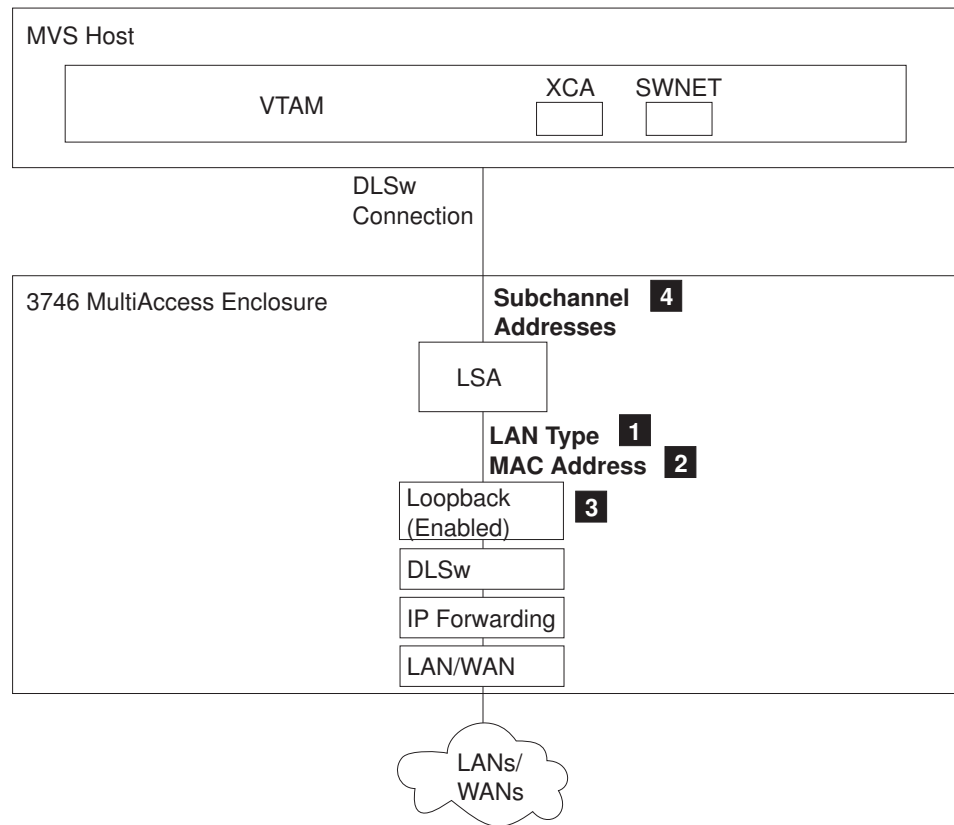 MVS Host
VTAM
XCA
SWNET
DLSw
Connection
3746 MultiAccess Enclosure
Subchannel 4
Addresses
LSA
LAN Type 1
MAC Address 2
Loopback
(Enabled)
3
DLSw
IP Forwarding
LAN/WAN
LANs/
WANs